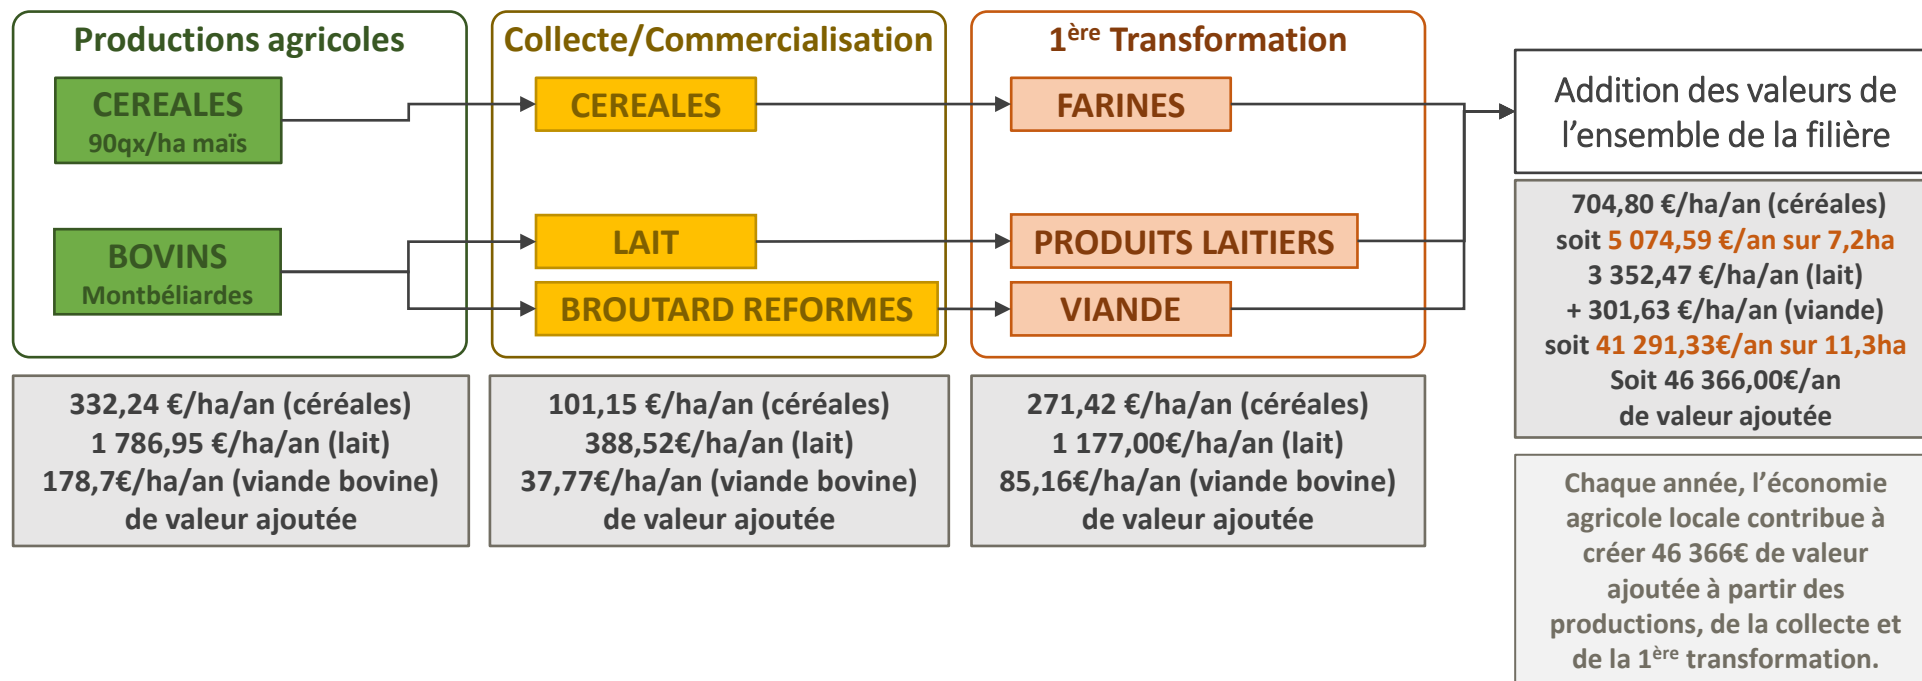 Productions agricoles
CEREALES
90qx/ha maïs
BOVINS
Montbéliardes
332,24 €/ha/an (céréales)
1 786,95 €/ha/an (lait)
178,7€/ha/an (viande bovine)
de valeur ajoutée
Collecte/Commercialisation
CEREALES
LAIT
BROUTARD REFORMES
101,15 €/ha/an (céréales)
388,52€/ha/an (lait)
37,77€/ha/an (viande bovine)
de valeur ajoutée
1ère Transformation
FARINES
PRODUITS LAITIERS
VIANDE
271,42 €/ha/an (céréales)
1 177,00€/ha/an (lait)
85,16€/ha/an (viande bovine)
de valeur ajoutée
Addition des valeurs de
l’ensemble de la filière
704,80 €/ha/an (céréales)
soit 5 074,59 €/an sur 7,2ha
3 352,47 €/ha/an (lait)
+ 301,63 €/ha/an (viande)
soit 41 291,33€/an sur 11,3ha
Soit 46 366,00€/an
de valeur ajoutée
Chaque année, l’économie
agricole locale contribue à
créer 46 366€ de valeur
ajoutée à partir des
productions, de la collecte et
de la 1ère transformation.